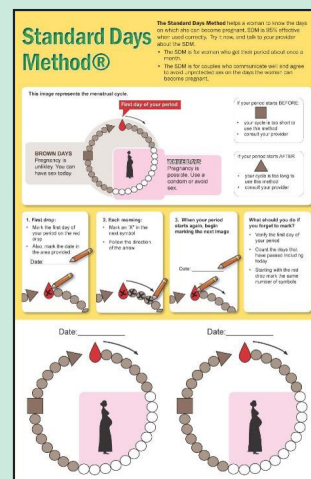 Standard Days
Method®
The Standard Days Method helps a woman to know the days
on which she can become pregnant. SDM is 95% effective
when used correctly. Try it now, and talk to your provider
about the SDM.
• The SDM is for women who get their period about once a
month.
• The SDM is for couples who communicate well and agree
to avoid unprotected sex on the days the woman can
become pregnant.
This image represents the menstrual cycle.
First day of your period
BROWN DAYS
Pregnancy is
unlikely. You can
have sex today.
WHITE DAYS
Pregnancy is
possible. Use a
condom or avoid
sex.
If your period starts BEFORE
• your cycle is too short to
use this method
• consult your provider
If your period starts AFTER
• your cycle is too long to
use this method
• consult your provider
1. First drop:
• Mark the first day of
your period on the red
drop
• Also, mark the date in
the area provided
Date:
2. Each morning:
• Mark an "X" in the
next symbol
• Follow the direction
of the arrow
3. When your period
starts again, begin
marking the next image
Date:
What should you do if
you forget to mark?
• Verify the first day of
your period
• Count the days that
have passed including
today
• Starting with the red
drop mark the same
number of symbols
Date:
Date: